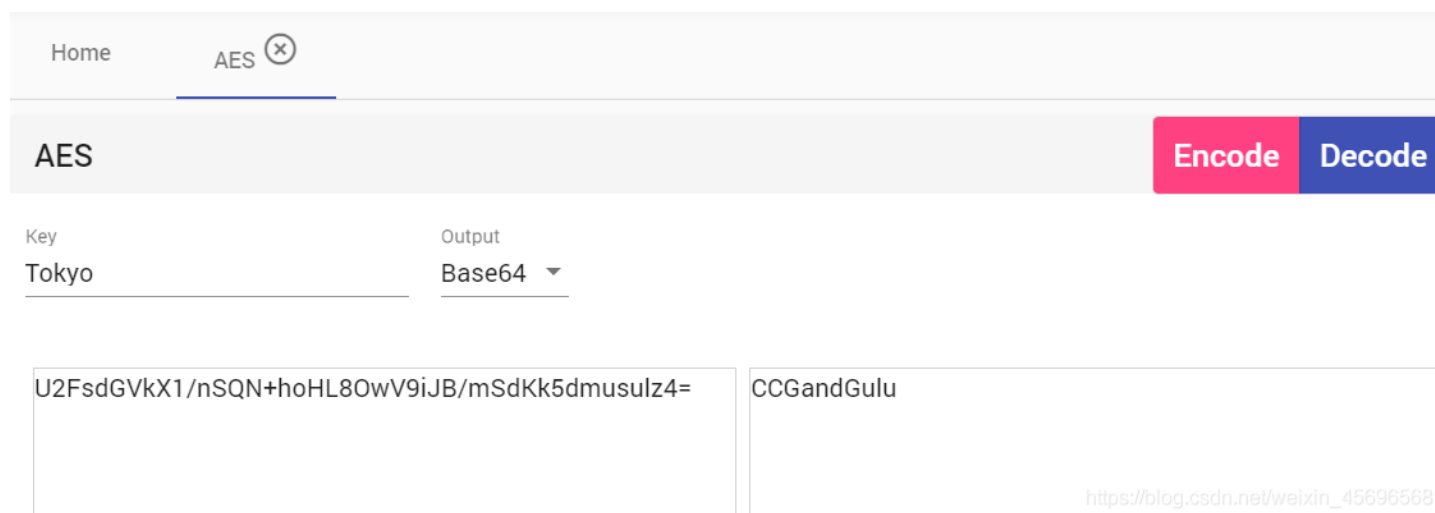 Home AES
AES Encode Decode
Key Output
Tokyo Base64
U2FsdGVkX1/nSQN+hoHL8OwV9iJB/mSdKk5dmusulz4= CCGandGulu
https://blog.csdn.net/weixin_45696568